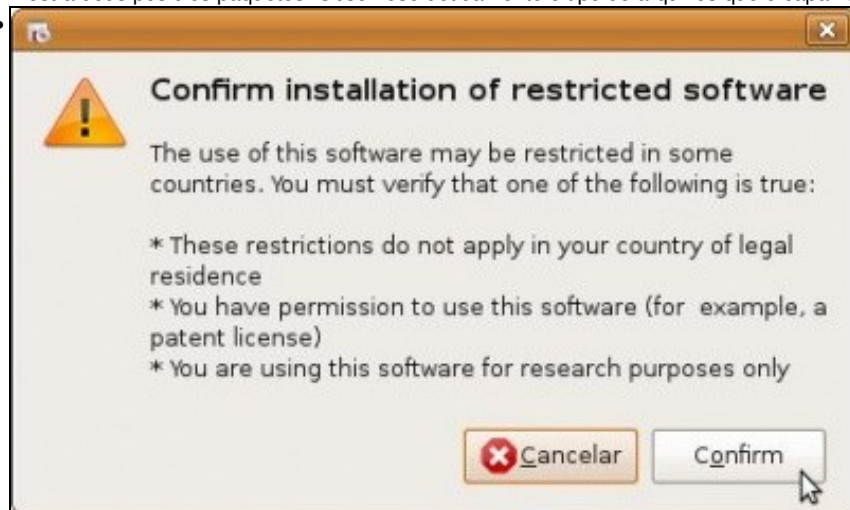 Confirm installation of restricted software
The use of this software may be restricted in some
countries. You must verify that one of the following is true:
* These restrictions do not apply in your country of legal
residence
* You have permission to use this software (for  example, a
patent license)
* You are using this software for research purposes only
Cancelar
Confirm